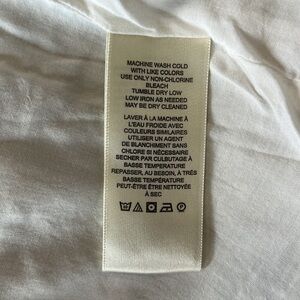 MACHINE WASH COLD
WITH LIKE COLORS
USE ONLY NON-CHLORINE
BLEACH
TUMBLE DRY LOW
LOW IRON AS NEEDED
MAY BE DRY CLEANED
LAVER À LA MACHINE À
L'EAU FROIDE AVEC
COULEURS SIMILAIRES
UTILISER UN AGENT
DE BLANCHIMENT SANS
CHLORE SI NÉCESSAIRE
SECHER PAR CULBUTAGE À
BASSE TEMPERATURE
REPASSER, AU BESOIN, À TRÈS
BASSE TEMPÉRATURE
PEUT-ÊTRE ÊTRE NETTOYÉE
À SEC